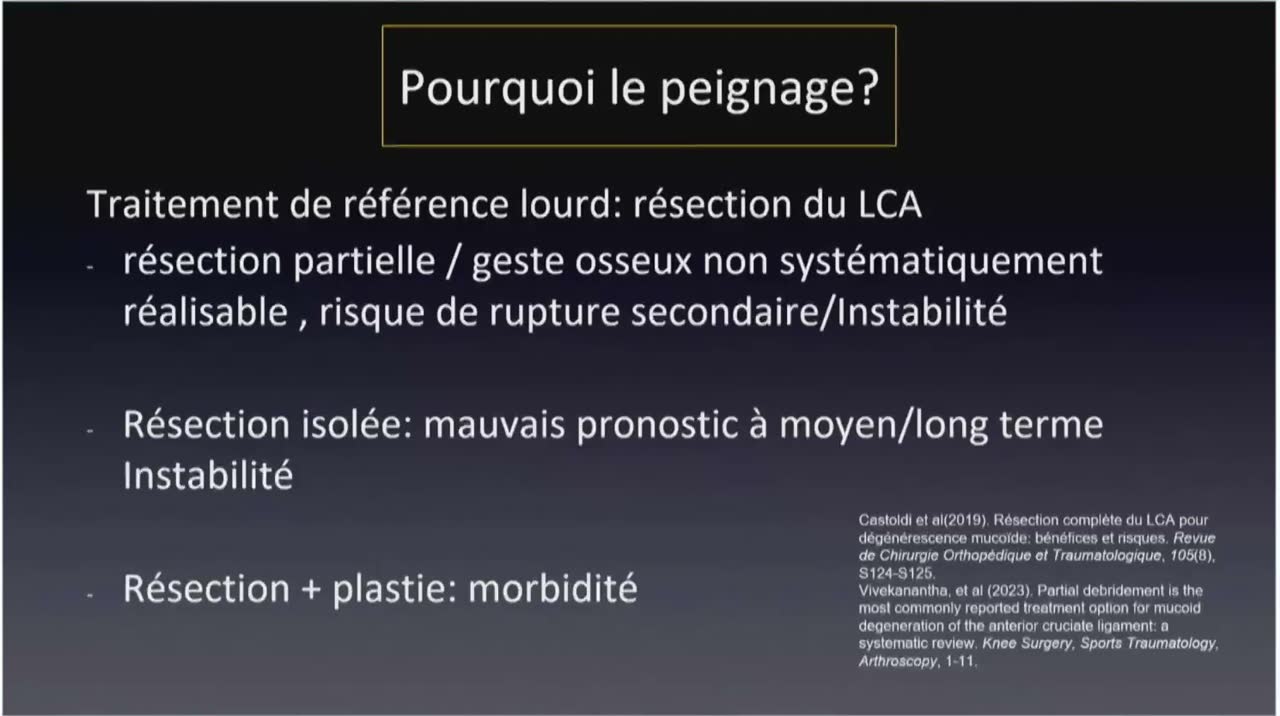 Pourquoi le peignage?
Traitement de référence lourd: résection du LCA
- résection partielle / geste osseux non systématiquement
réalisable , risque de rupture secondaire/Instabilité
- Résection isolée: mauvais pronostic à moyen/long terme
Instabilité
- Résection + plastie: morbidité
Castoldi et al(2019). Résection complète du LCA pour
dégénérescence mucoïde: bénéfices et risques. Revue
de Chirurgie Orthopédique et Traumatologique, 105(8),
S124-S125.
Vivekanantha, et al (2023). Partial debridement is the
most commonly reported treatment option for mucoid
degeneration of the anterior cruciate ligament: a
systematic review. Knee Surgery, Sports Traumatology,
Arthroscopy, 1-11.